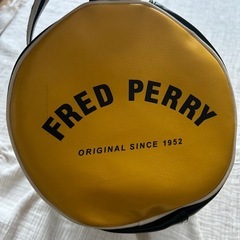 FRED PERRY
ORIGINAL SINCE 1952